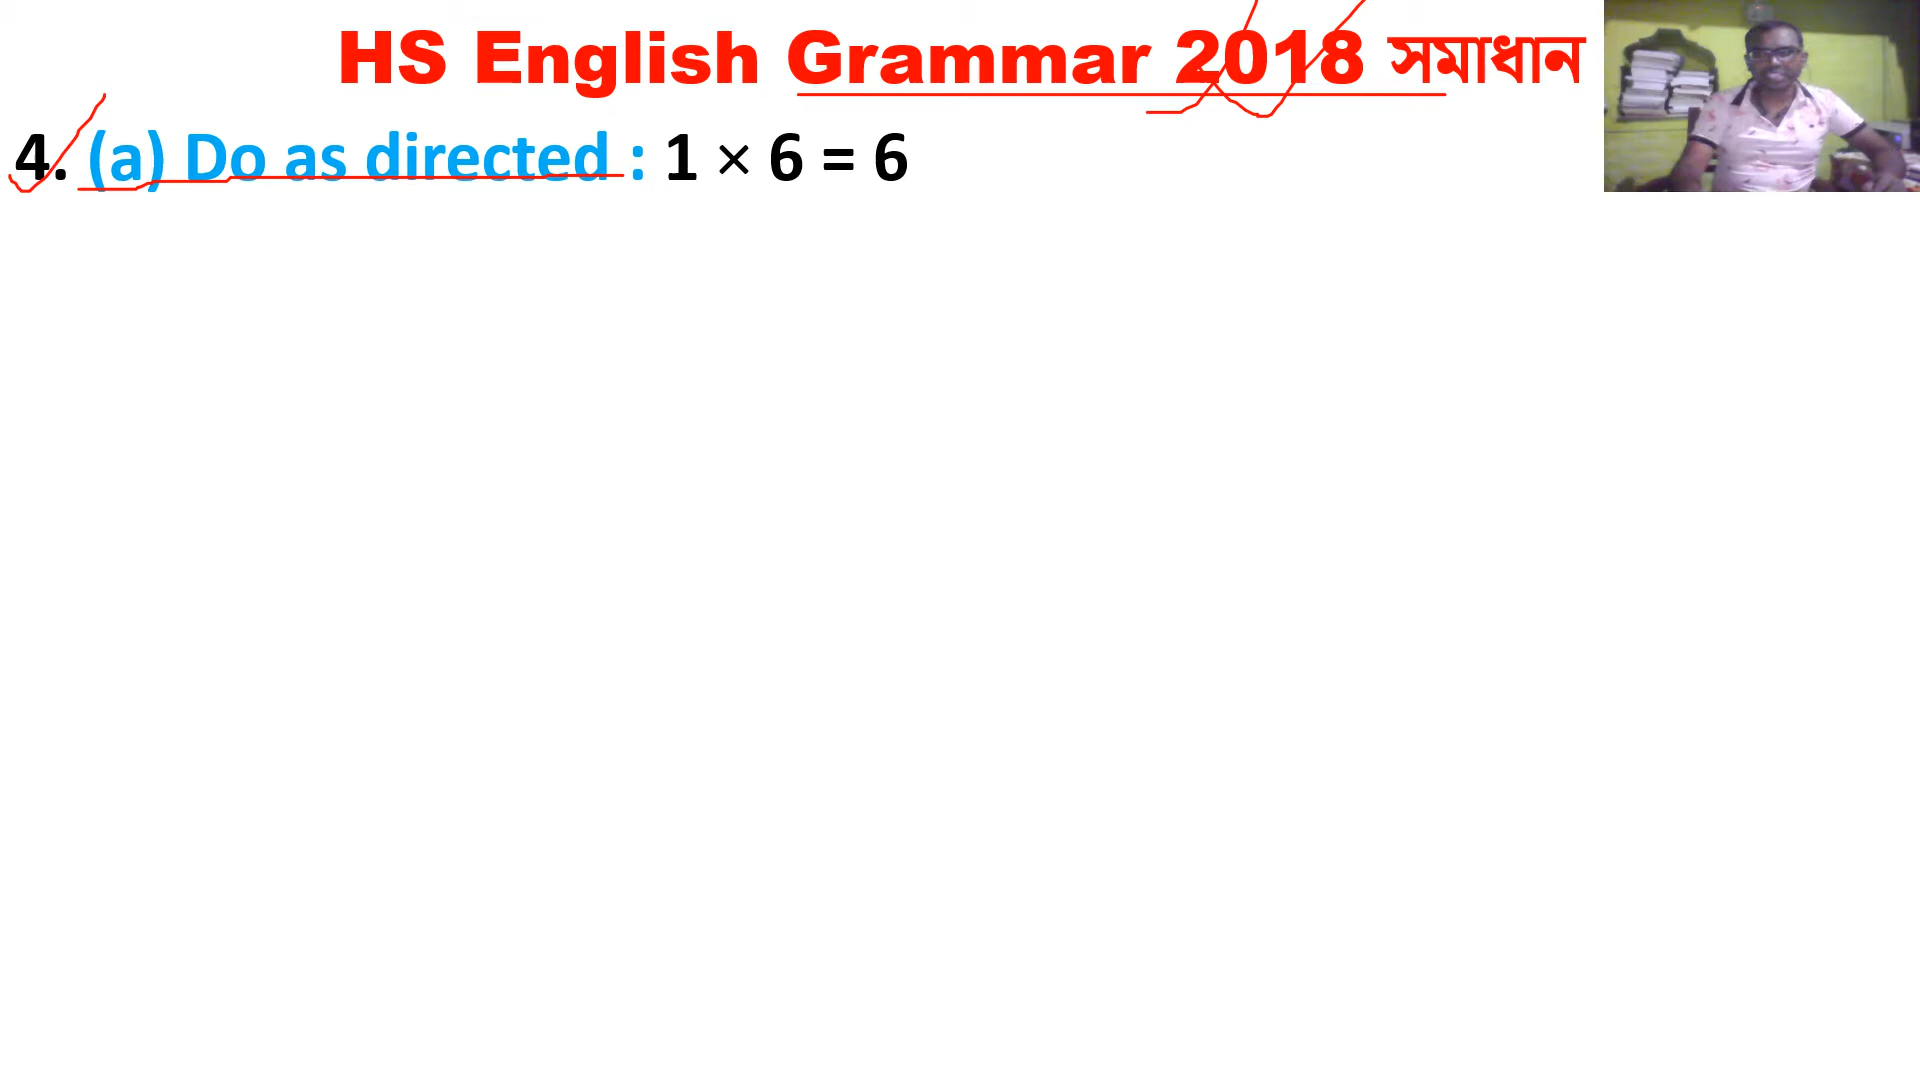 HS English Grammar 2018 সমাধান
4. (a) Do as directed : 1 × 6 = 6